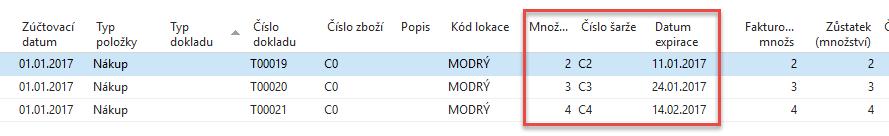 Zúčtovací datum Typ položky Typ dokladu Číslo dokladu Číslo zboží Popis Kód lokace Množ... Číslo šarže Datum expirace Fakturo... množs Zůstatek (množství)
01.01.2017 Nákup T00019 C0 MODRÝ 2 C2 11.01.2017 2 2
01.01.2017 Nákup T00020 C0 MODRÝ 3 C3 24.01.2017 3 3
01.01.2017 Nákup T00021 C0 MODRÝ 4 C4 14.02.2017 4 4